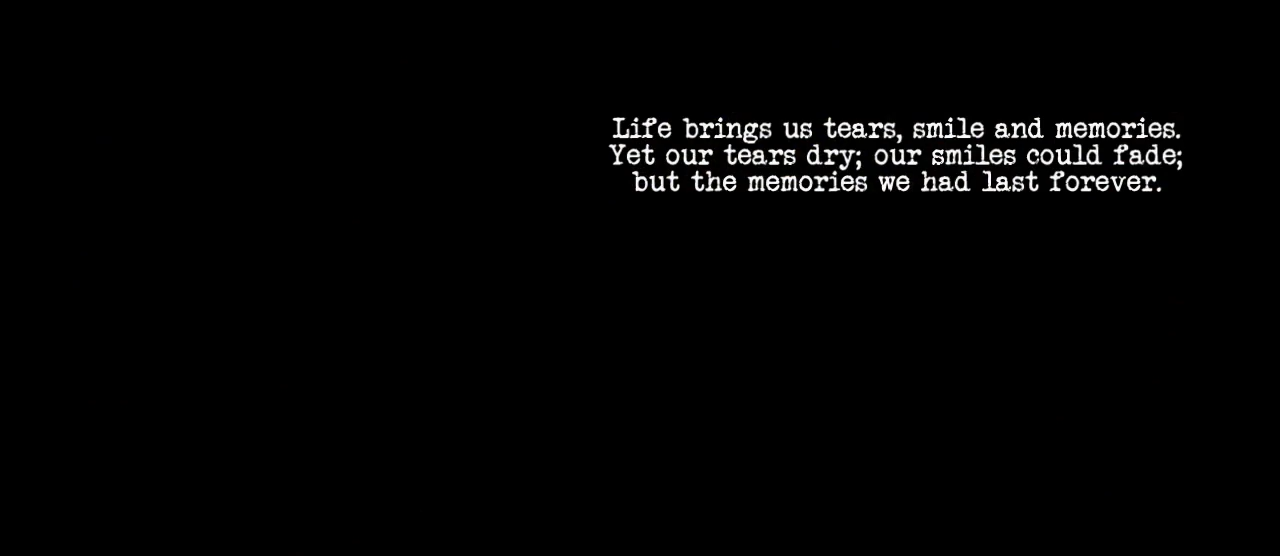 Life brings us tears, smile and memories.
Yet our tears dry; our smiles could fade;
but the memories we had last forever.